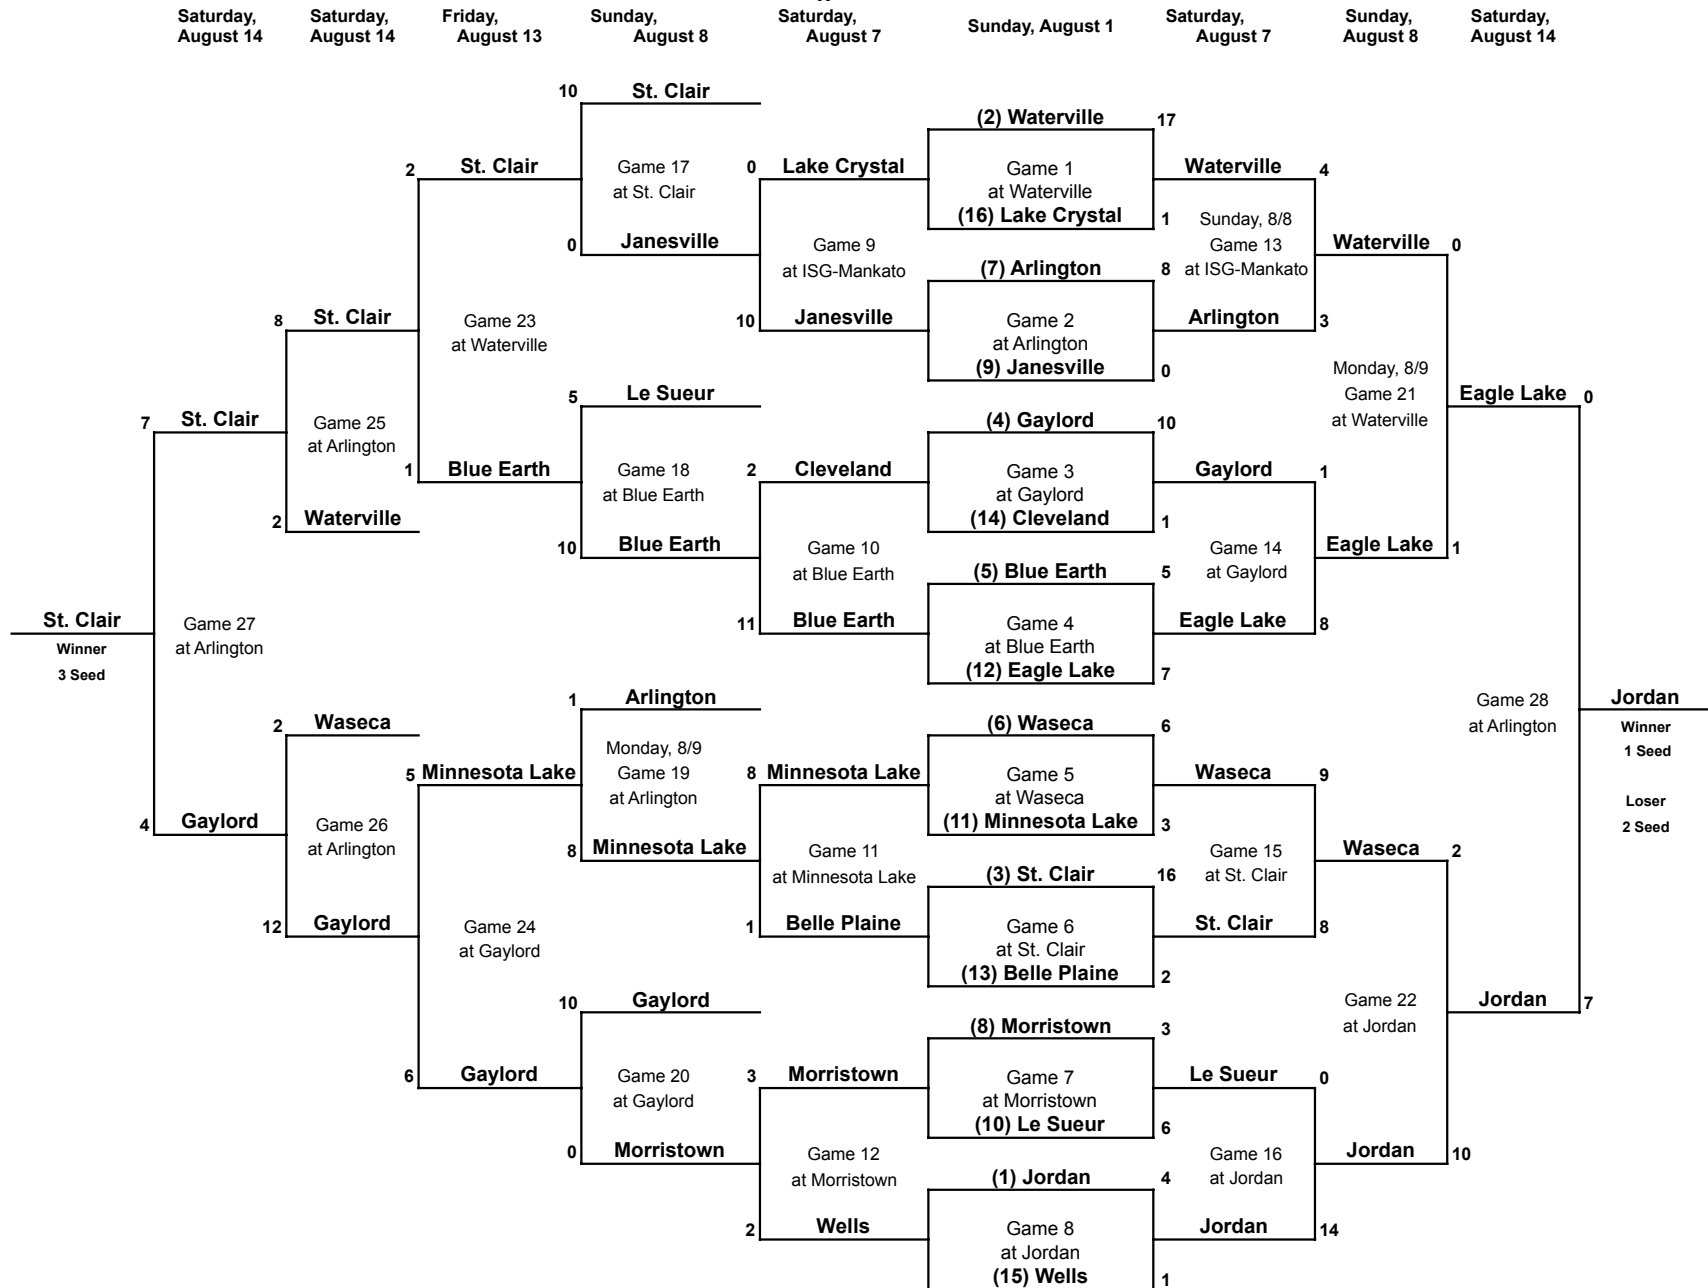 Saturday, August 14
Saturday, August 14
Friday, August 13
Sunday, August 8
Saturday, August 7
Sunday, August 1
Saturday, August 7
Sunday, August 8
Saturday, August 14
10 St. Clair
(2) Waterville 17
2 St. Clair
Game 17
at St. Clair
0 Lake Crystal
Game 1
at Waterville
Waterville 4
(16) Lake Crystal 1
Sunday, 8/8
Game 13
at ISG-Mankato
0 Janesville
Game 9
at ISG-Mankato
Waterville 0
(7) Arlington 8
8 St. Clair
Game 23
at Waterville
10 Janesville
Game 2
at Arlington
Arlington 3
(9) Janesville 0
Monday, 8/9
Game 21
at Waterville
5 Le Sueur
Eagle Lake 0
7 St. Clair
Game 25
at Arlington
(4) Gaylord 10
1 Blue Earth
Game 18
at Blue Earth
2 Cleveland
Game 3
at Gaylord
Gaylord 1
2 Waterville
(14) Cleveland 1
10 Blue Earth
Game 10
at Blue Earth
Game 14
at Gaylord
Eagle Lake 1
(5) Blue Earth 5
St. Clair
Winner
3 Seed
Game 27
at Arlington
11 Blue Earth
Game 4
at Blue Earth
Eagle Lake 8
(12) Eagle Lake 7
1 Arlington
Game 28
at Arlington
Jordan
Winner
1 Seed
Loser
2 Seed
2 Waseca
(6) Waseca 6
5 Minnesota Lake
Monday, 8/9
Game 19
at Arlington
8 Minnesota Lake
Game 5
at Waseca
Waseca 9
4 Gaylord
Game 26
at Arlington
(11) Minnesota Lake 3
8 Minnesota Lake
Game 11
at Minnesota Lake
Game 15
at St. Clair
Waseca 2
(3) St. Clair 16
12 Gaylord
Game 24
at Gaylord
1 Belle Plaine
Game 6
at St. Clair
St. Clair 8
(13) Belle Plaine 2
10 Gaylord
Game 22
at Jordan
Jordan 7
(8) Morristown 3
6 Gaylord
Game 20
at Gaylord
3 Morristown
Game 7
at Morristown
Le Sueur 0
(10) Le Sueur 6
0 Morristown
Game 12
at Morristown
Game 16
at Jordan
Jordan 10
(1) Jordan 4
2 Wells
Game 8
at Jordan
Jordan 14
(15) Wells 1